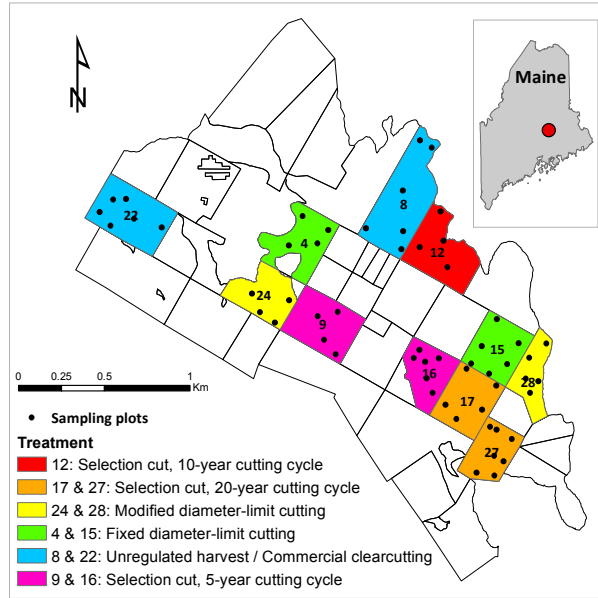 Maine
N
8
22
4
12
24
9
15
16
28
17
27
0 0.25 0.5 1
Km
Sampling plots
Treatment
12: Selection cut, 10-year cutting cycle
17 & 27: Selection cut, 20-year cutting cycle
24 & 28: Modified diameter-limit cutting
4 & 15: Fixed diameter-limit cutting
8 & 22: Unregulated harvest / Commercial clearcutting
9 & 16: Selection cut, 5-year cutting cycle